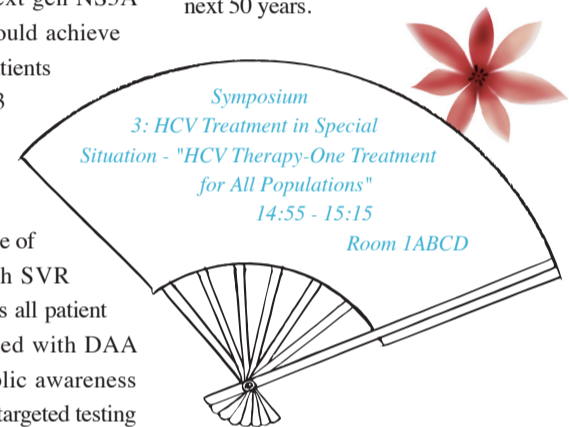 next 50 years.
ould achieve
tients
Symposium
3: HCV Treatment in Special
Situation - "HCV Therapy-One Treatment
for All Populations"
14:55 - 15:15
Room 1ABCD
e of
h SVR
s all patient
ed with DAA
lic awareness
targeted testing